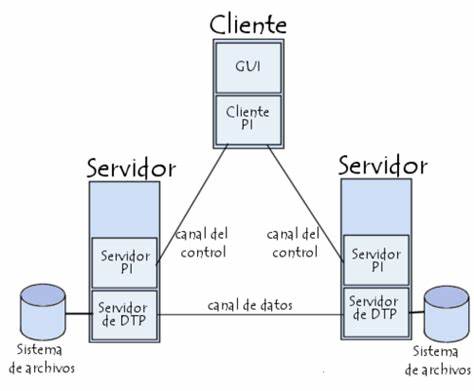 Cliente
GUI
Cliente
PI
Servidor
Servidor
canal del
control
canal del
control
Servidor
PI
Servidor
PI
Servidor
de DTP
canal de datos
Servidor
de DTP
Sistema
de archivos
Sistema
de archivos